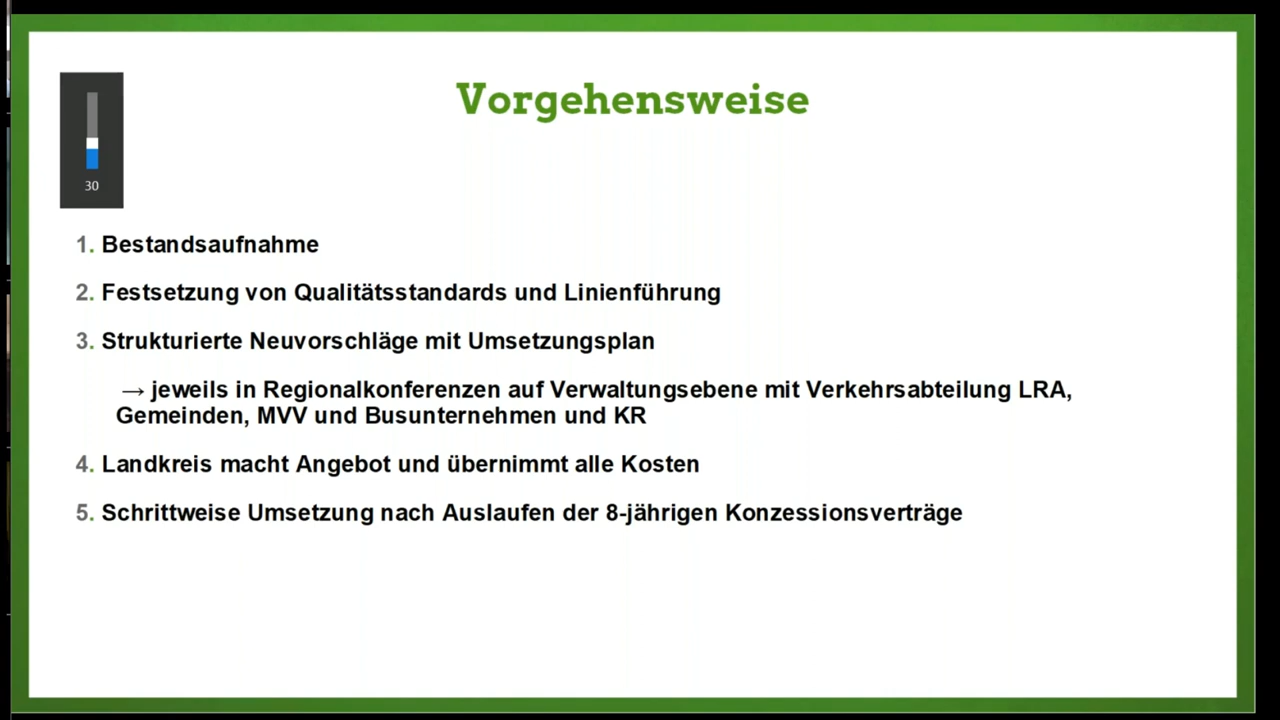 Vorgehensweise
30
1. Bestandsaufnahme
2. Festsetzung von Qualitätsstandards und Linienführung
3. Strukturierte Neuvorschläge mit Umsetzungsplan
→ jeweils in Regionalkonferenzen auf Verwaltungsebene mit Verkehrsabteilung LRA,
Gemeinden, MVV und Busunternehmen und KR
4. Landkreis macht Angebot und übernimmt alle Kosten
5. Schrittweise Umsetzung nach Auslaufen der 8-jährigen Konzessionsverträge